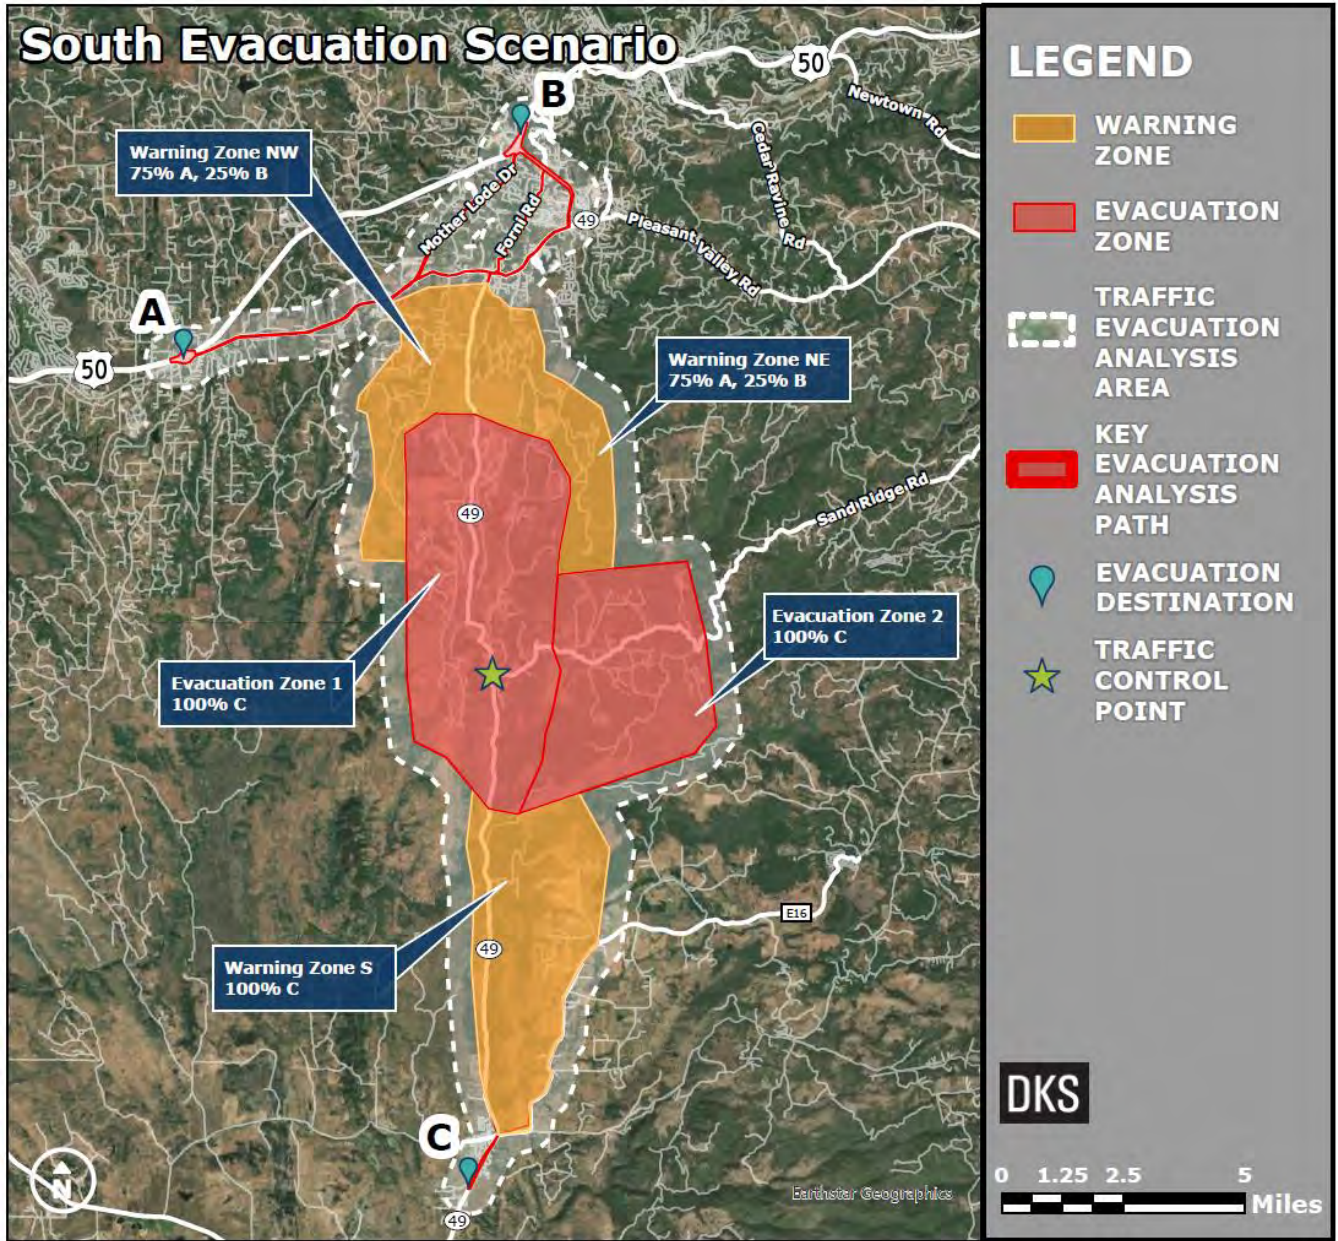 South Evacuation Scenario
B
50
Newtown Rd
Cedar Ravine Rd
Warning Zone NW
75% A, 25% B
Mother Lode Dr
Forni Rd
49
Pleasant Valley Rd
A
50
Warning Zone NE
75% A, 25% B
49
Sand Ridge Rd
Evacuation Zone 2
100% C
Evacuation Zone 1
100% C
E16
49
Warning Zone S
100% C
C
N
49
Earthstar Geographics
LEGEND
WARNING
ZONE
EVACUATION
ZONE
TRAFFIC
EVACUATION
ANALYSIS
AREA
KEY
EVACUATION
ANALYSIS
PATH
EVACUATION
DESTINATION
TRAFFIC
CONTROL
POINT
DKS
0 1.25 2.5 5
Miles